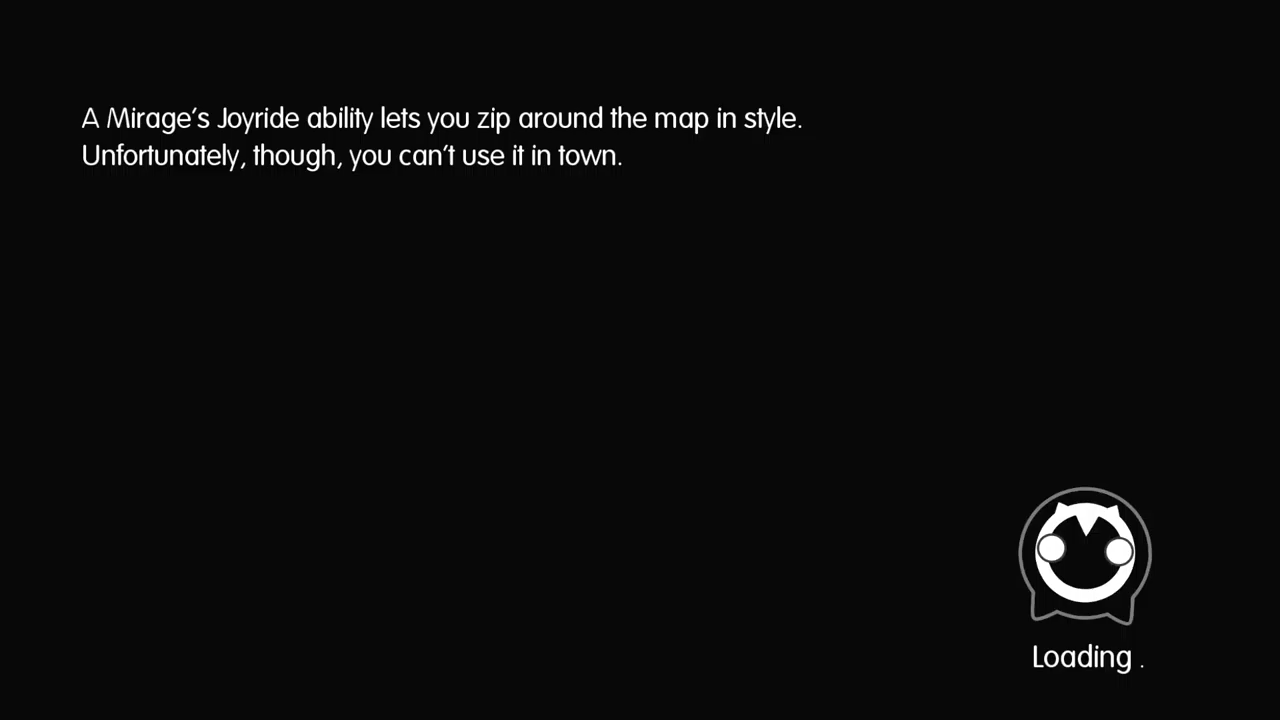 A Mirage's Joyride ability lets you zip around the map in style.
Unfortunately, though, you can't use it in town.
Loading .